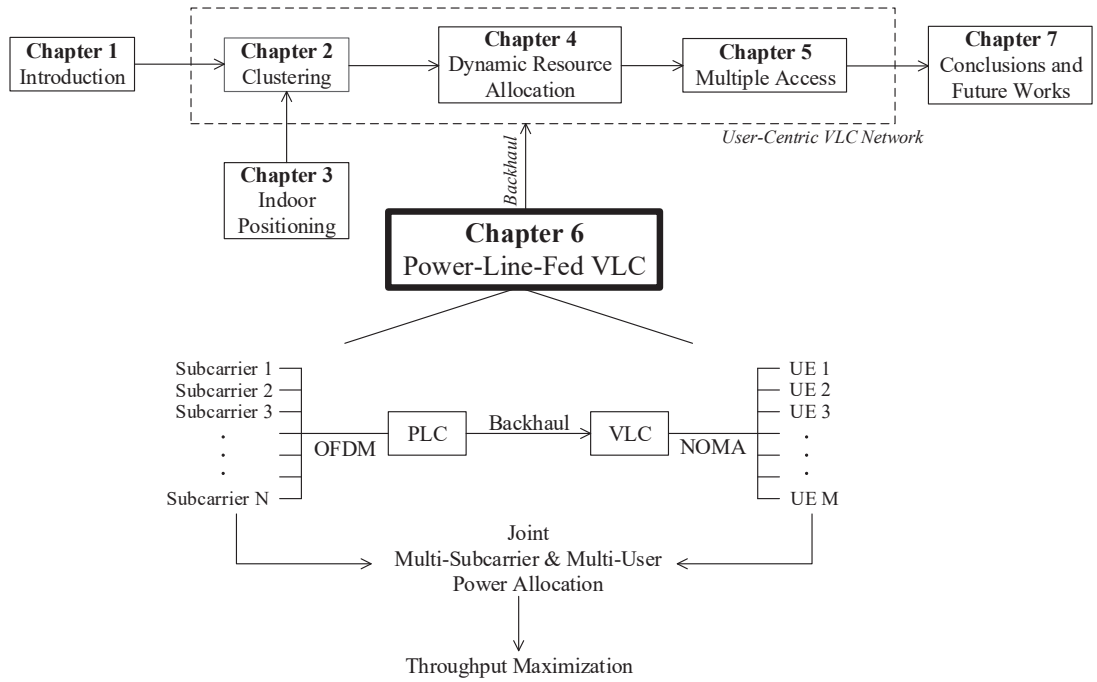 Chapter 1
Introduction
Chapter 2
Clustering
Chapter 4
Dynamic Resource
Allocation
Chapter 5
Multiple Access
Chapter 7
Conclusions and
Future Works
User-Centric VLC Network
Chapter 3
Indoor
Positioning
Backhaul
Chapter 6
Power-Line-Fed VLC
Subcarrier 1
Subcarrier 2
Subcarrier 3
Subcarrier N
OFDM
PLC
Backhaul
VLC
NOMA
UE 1
UE 2
UE 3
UE M
Joint
Multi-Subcarrier & Multi-User
Power Allocation
Throughput Maximization